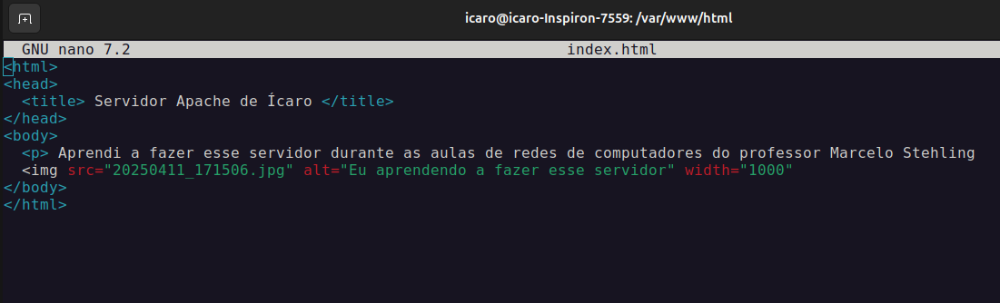 icaro@icaro-Inspiron-7559: /var/www/html
GNU nano 7.2 index.html
<html>
<head>
<title> Servidor Apache de Ícaro </title>
</head>
<body>
<p> Aprendi a fazer esse servidor durante as aulas de redes de computadores do professor Marcelo Stehling
<img src="20250411_171506.jpg" alt="Eu aprendendo a fazer esse servidor" width="1000"
</body>
</html>